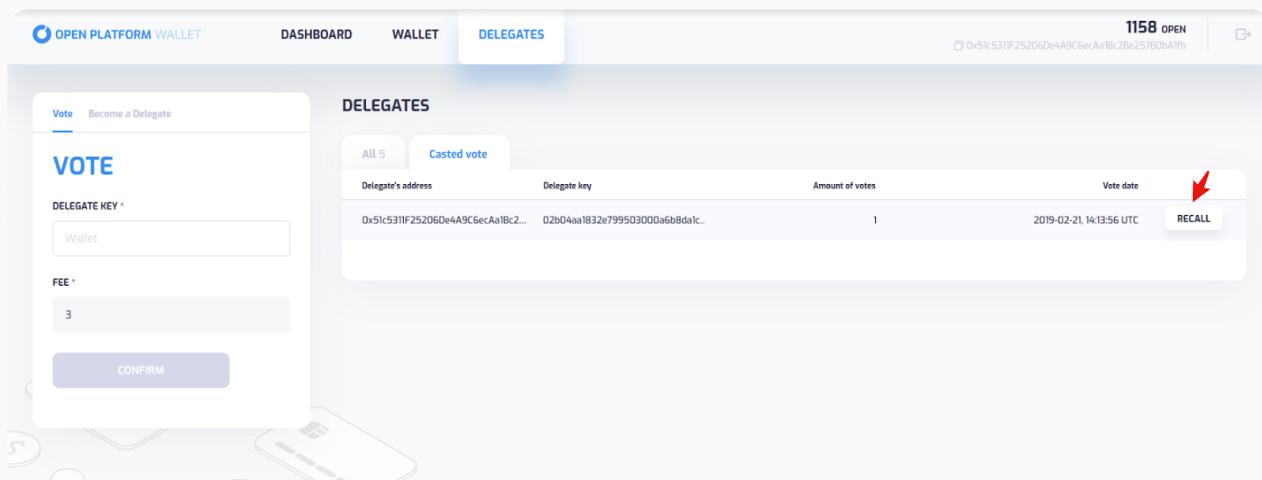 OPEN PLATFORM WALLET
DASHBOARD
WALLET
DELEGATES
1158 OPEN
0x51c5311F25206De4A9C6ecAa1Bc2Be257B0bA1fb
Vote
Become a Delegate
VOTE
DELEGATE KEY *
Wallet
FEE *
3
CONFIRM
DELEGATES
All 5
Casted vote
Delegate's address
Delegate key
Amount of votes
Vote date
0x51c5311F25206De4A9C6ecAa1Bc2...
02b04aa1832e799503000a6b8da1c...
1
2019-02-21, 14:13:56 UTC
RECALL